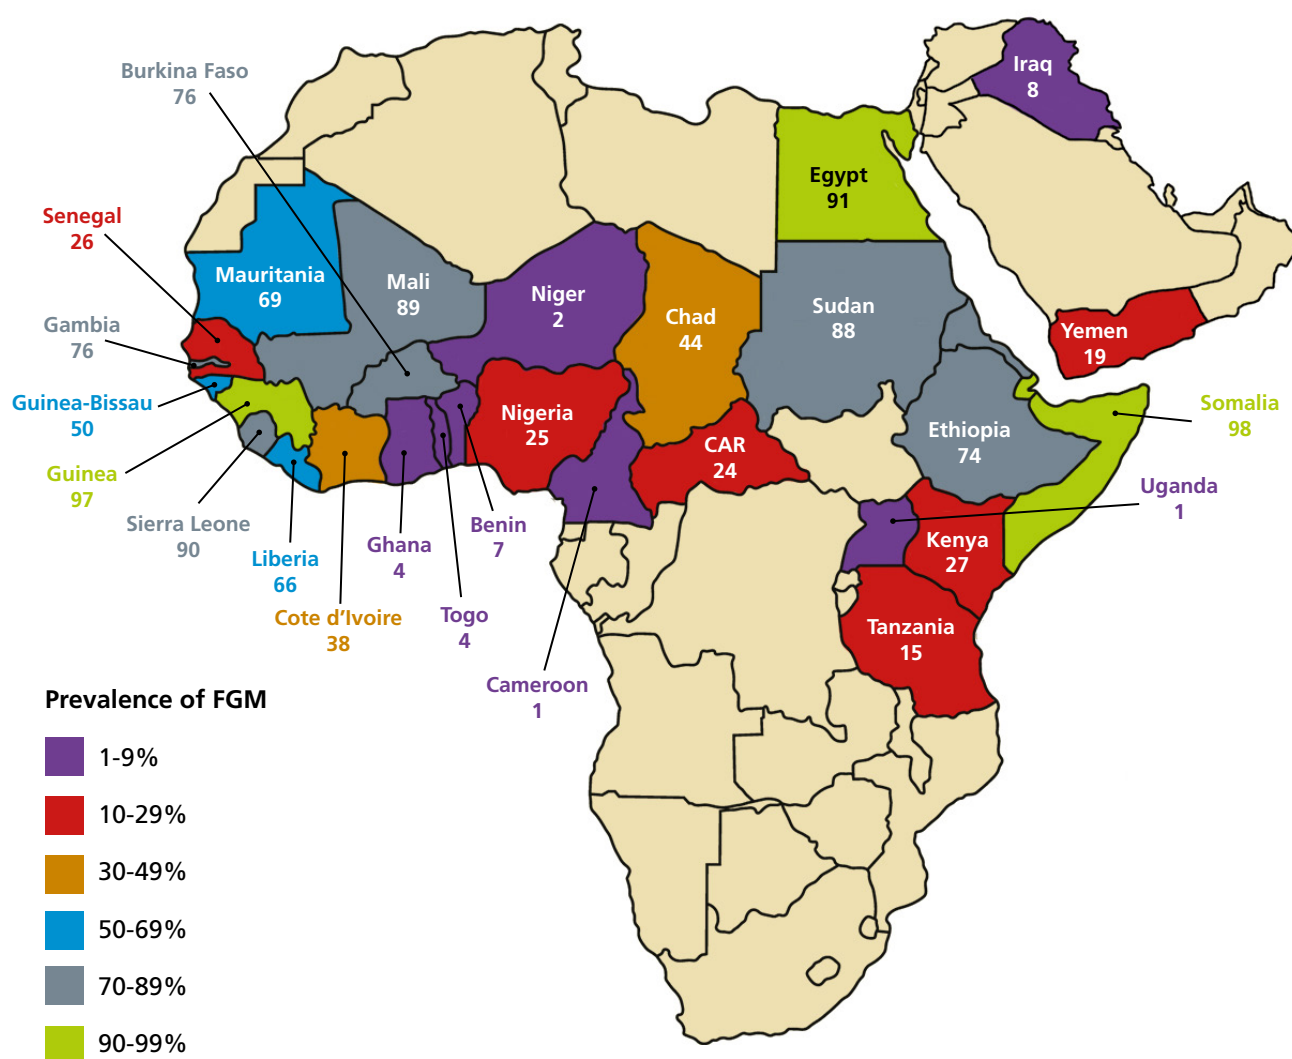 Burkina Faso
76
Iraq
8
Egypt
91
Senegal
26
Mauritania
69
Mali
89
Niger
2
Chad
44
Sudan
88
Yemen
19
Gambia
76
Guinea-Bissau
50
Nigeria
25
CAR
24
Ethiopia
74
Somalia
98
Guinea
97
Sierra Leone
90
Liberia
66
Ghana
4
Benin
7
Uganda
1
Kenya
27
Cote d’Ivoire
38
Togo
4
Tanzania
15
Cameroon
1
Prevalence of FGM
1-9%
10-29%
30-49%
50-69%
70-89%
90-99%